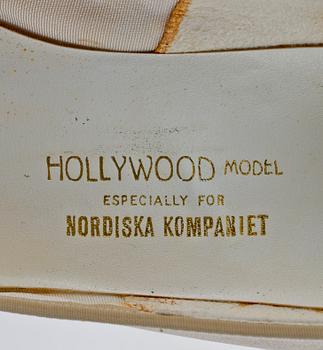 HOLLYWOOD MODEL
ESPECIALLY FOR
NORDISKA KOMPANIET